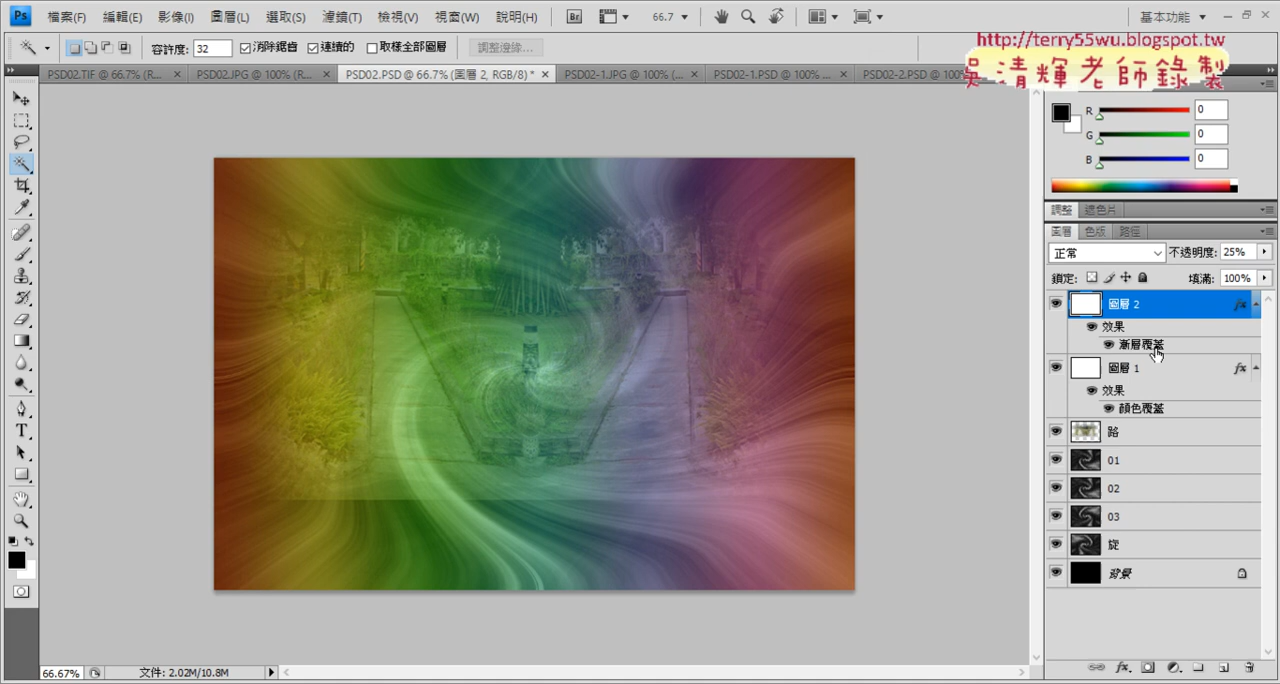 Ps 檔案(F) 編輯(E) 影像(I) 圖層(L) 選取(S) 濾鏡(T) 檢視(V) 視窗(W) 說明(H) Br 66.7 基本功能
容許度: 32 消除鋸齒 連續的 取樣全部圖層 調整邊緣...
http://terry55wu.blogspot.tw
吳清輝老師錄製
PSD02.TIF @ 66.7% (R... PSD02.JPG @ 100% (R... PSD02.PSD @ 66.7% (圖層 2, RGB/8) * PSD02-1.JPG @ 100% (... PSD02-1.PSD @ 100% ... PSD02-2.PSD @ 100%
R 0
G 0
B 0
調整 遮色片
圖層 色版 路徑
正常 不透明度: 25%
鎖定: 填滿: 100%
圖層 2 fx
效果
漸層覆蓋
圖層 1 fx
效果
顏色覆蓋
路
01
02
03
旋
背景
66.67% 文件: 2.02M/10.8M